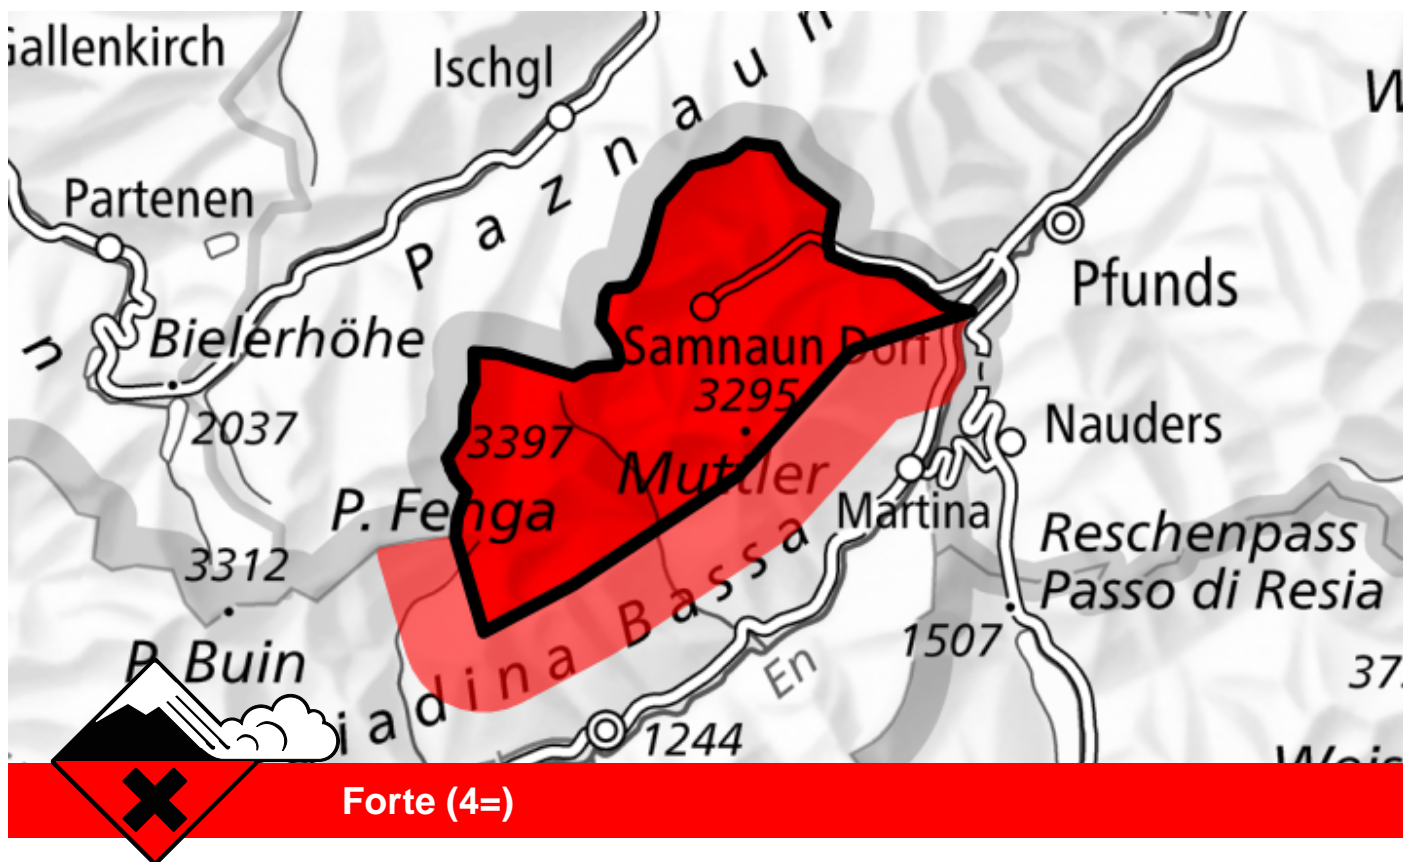 Gallenkirch
Ischgl
Paznaun
Partenen
Pfunds
Bielerhöhe
Samnaun Dorf
3295
2037
3397
Nauders
Muttler
P. Fenga
Martina
Reschenpass
3312
Passo di Resia
Bassa
1507
P. Buin
En
iadina
1244
Forte (4=)